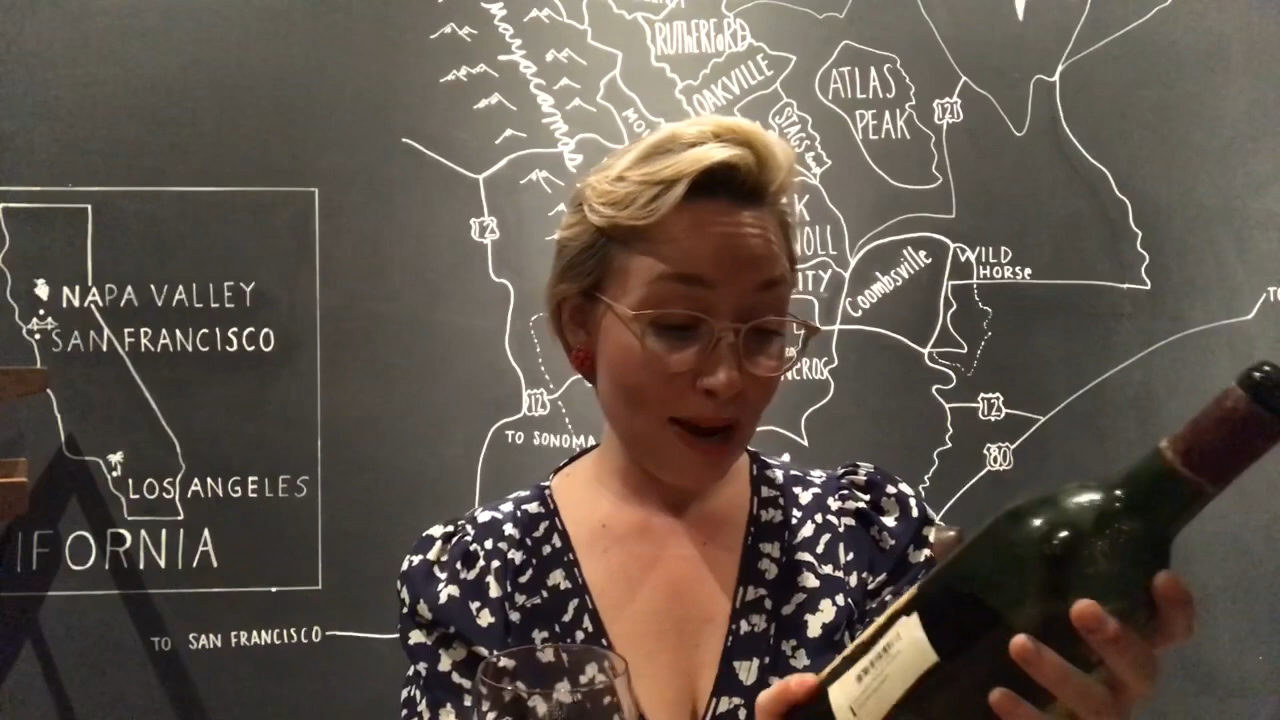 Mayacamas
RUTHERFORD
OAKVILLE
STAGS
ATLAS
PEAK
121
12
WILD
HORSE
Coombsville
NAPA VALLEY
SAN FRANCISCO
12
TO SONOMA
12
80
LOS ANGELES
IFORNIA
TO SAN FRANCISCO